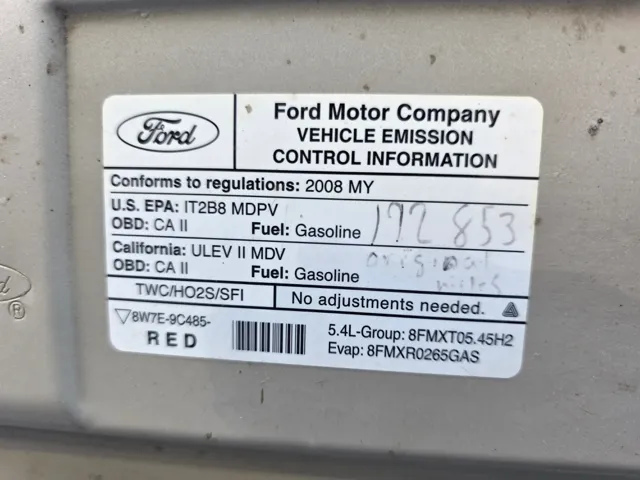 Ford
Ford Motor Company
VEHICLE EMISSION
CONTROL INFORMATION
Conforms to regulations: 2008 MY
U.S. EPA: IT2B8 MDPV
OBD: CA II Fuel: Gasoline
192 853
California: ULEV II MDV
OBD: CA II Fuel: Gasoline
original
miles
TWC/HO2S/SFI No adjustments needed.
8W7E-9C485-
RED
5.4L-Group: 8FMXT05.45H2
Evap: 8FMXR0265GAS
®